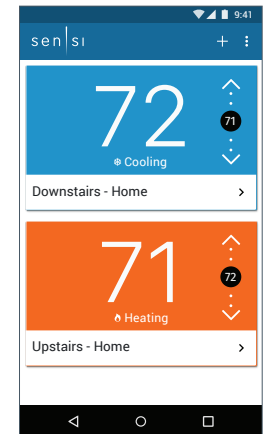 9:41
sensi
72
71
Cooling
Downstairs - Home
71
72
Heating
Upstairs - Home